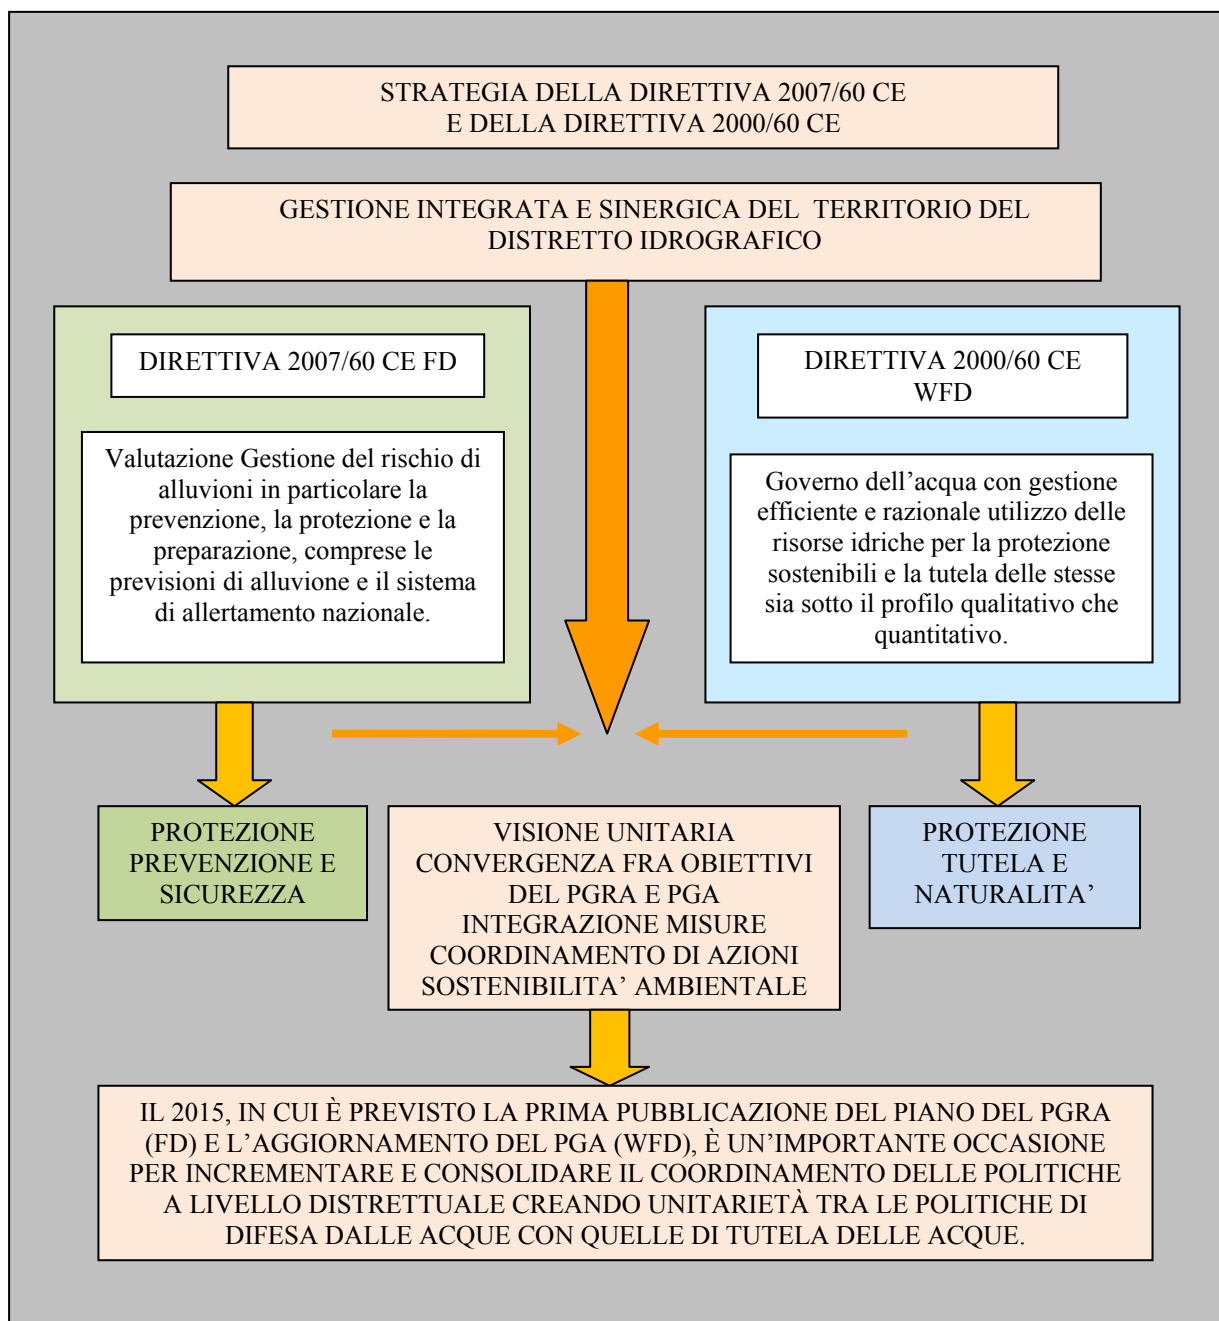 STRATEGIA DELLA DIRETTIVA 2007/60 CE
E DELLA DIRETTIVA 2000/60 CE
GESTIONE INTEGRATA E SINERGICA DEL TERRITORIO DEL
DISTRETTO IDROGRAFICO
DIRETTIVA 2007/60 CE FD
Valutazione Gestione del rischio di
alluvioni in particolare la
prevenzione, la protezione e la
preparazione, comprese le
previsioni di alluvione e il sistema
di allertamento nazionale.
DIRETTIVA 2000/60 CE
WFD
Governo dell’acqua con gestione
efficiente e razionale utilizzo delle
risorse idriche per la protezione
sostenibili e la tutela delle stesse
sia sotto il profilo qualitativo che
quantitativo.
PROTEZIONE
PREVENZIONE E
SICUREZZA
VISIONE UNITARIA
CONVERGENZA FRA OBIETTIVI
DEL PGRA E PGA
INTEGRAZIONE MISURE
COORDINAMENTO DI AZIONI
SOSTENIBILITA’ AMBIENTALE
PROTEZIONE
TUTELA E
NATURALITA’
IL 2015, IN CUI È PREVISTO LA PRIMA PUBBLICAZIONE DEL PIANO DEL PGRA
(FD) E L’AGGIORNAMENTO DEL PGA (WFD), È UN’IMPORTANTE OCCASIONE
PER INCREMENTARE E CONSOLIDARE IL COORDINAMENTO DELLE POLITICHE
A LIVELLO DISTRETTUALE CREANDO UNITARIETÀ TRA LE POLITICHE DI
DIFESA DALLE ACQUE CON QUELLE DI TUTELA DELLE ACQUE.